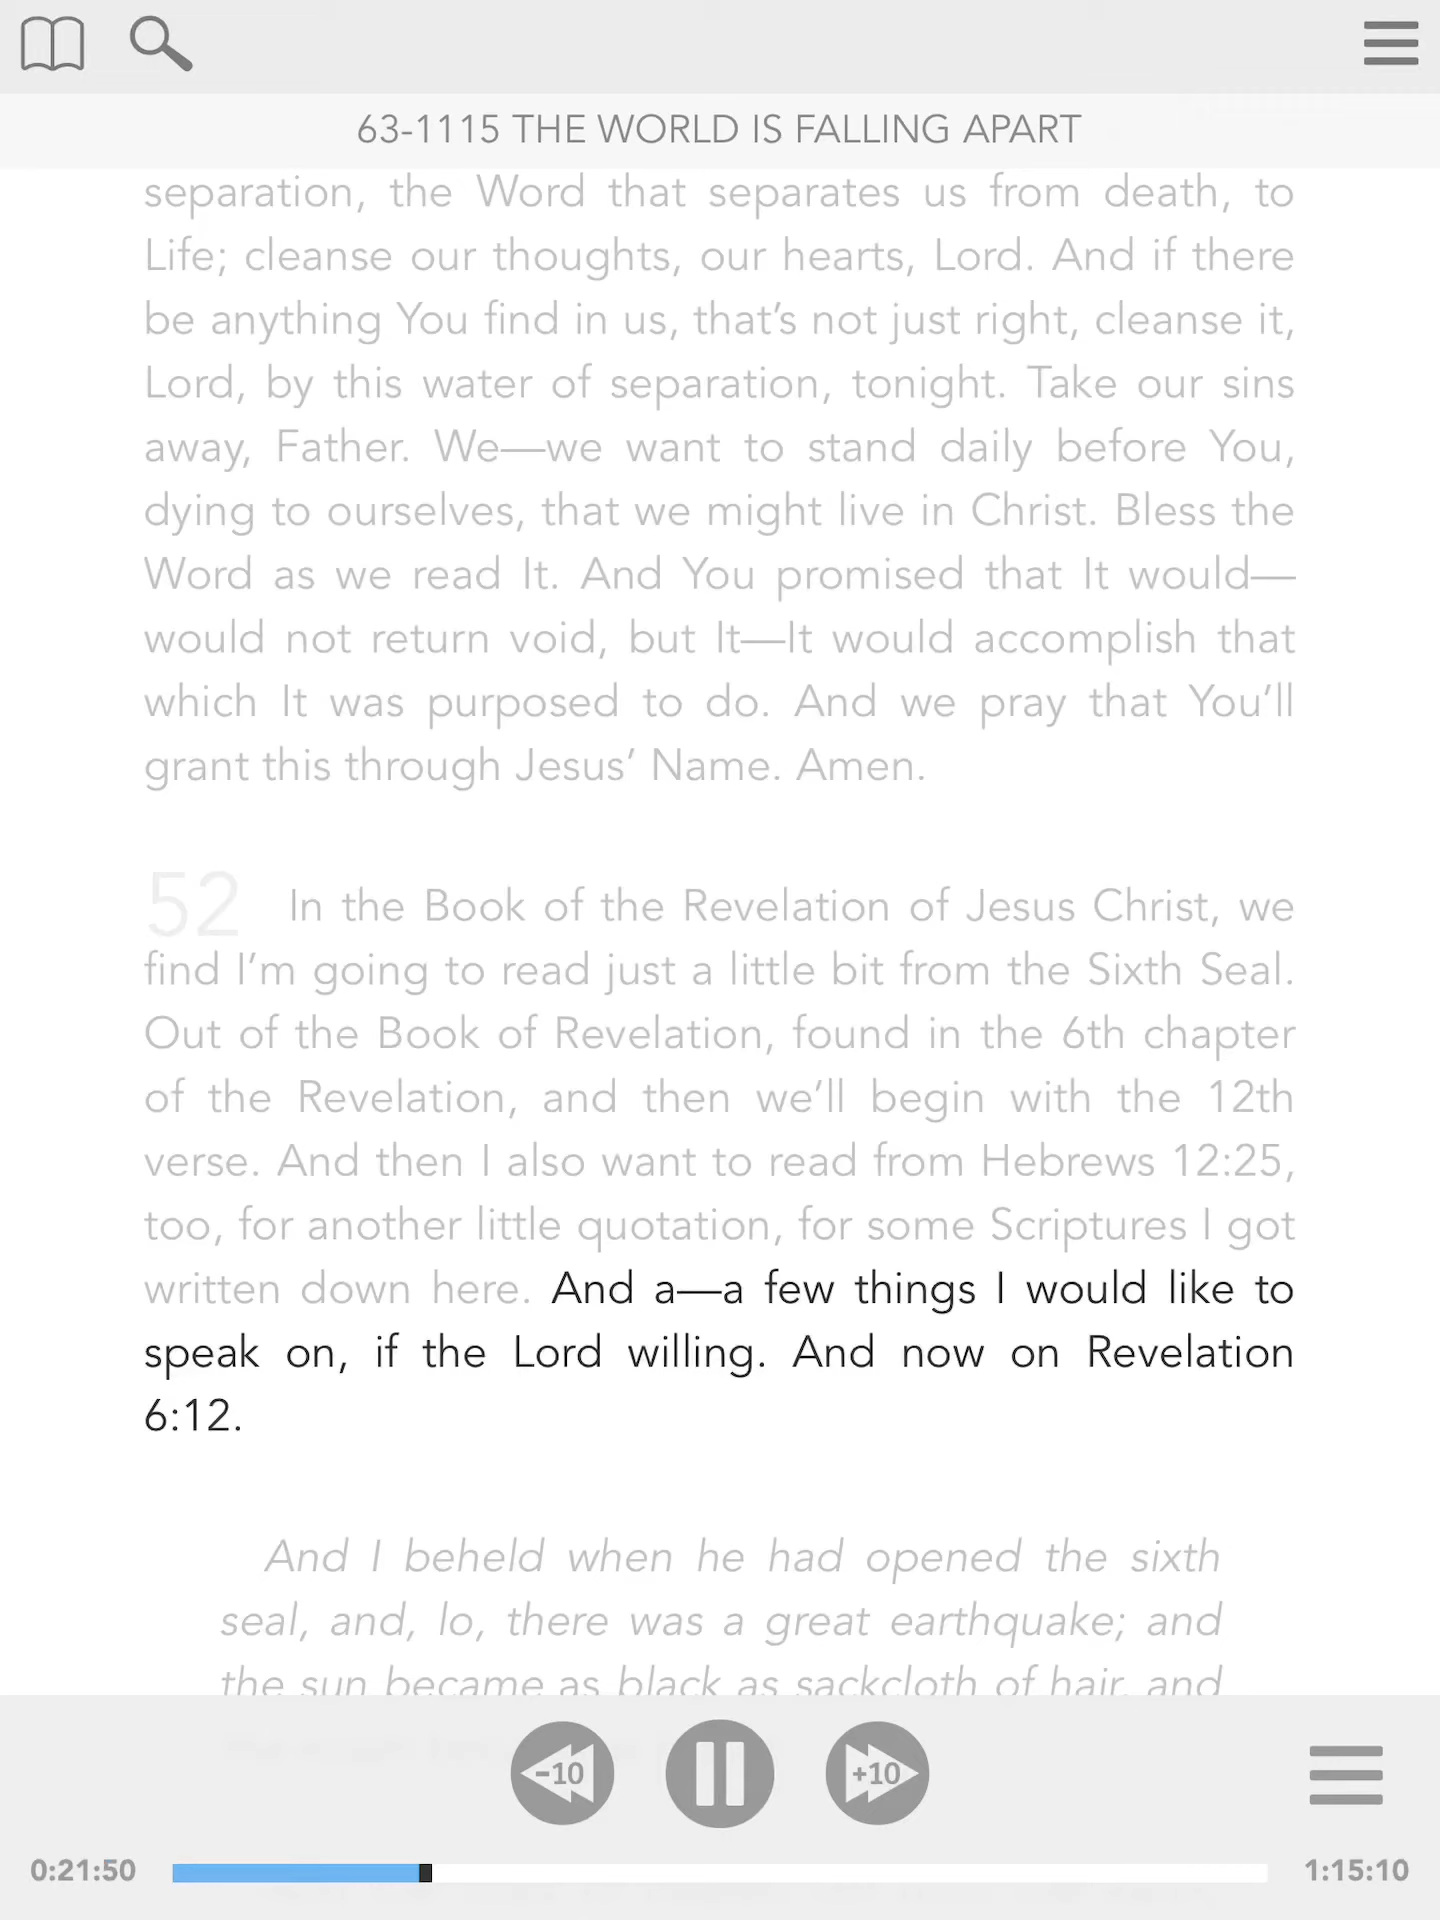 63-1115 THE WORLD IS FALLING APART
separation, the Word that separates us from death, to
Life; cleanse our thoughts, our hearts, Lord. And if there
be anything You find in us, that’s not just right, cleanse it,
Lord, by this water of separation, tonight. Take our sins
away, Father. We—we want to stand daily before You,
dying to ourselves, that we might live in Christ. Bless the
Word as we read It. And You promised that It would—
would not return void, but It—It would accomplish that
which It was purposed to do. And we pray that You’ll
grant this through Jesus’ Name. Amen.
52 In the Book of the Revelation of Jesus Christ, we
find I’m going to read just a little bit from the Sixth Seal.
Out of the Book of Revelation, found in the 6th chapter
of the Revelation, and then we’ll begin with the 12th
verse. And then I also want to read from Hebrews 12:25,
too, for another little quotation, for some Scriptures I got
written down here. And a—a few things I would like to
speak on, if the Lord willing. And now on Revelation
6:12.
And I beheld when he had opened the sixth
seal, and, lo, there was a great earthquake; and
the sun became as black as sackcloth of hair, and
-10 +10
0:21:50 1:15:10